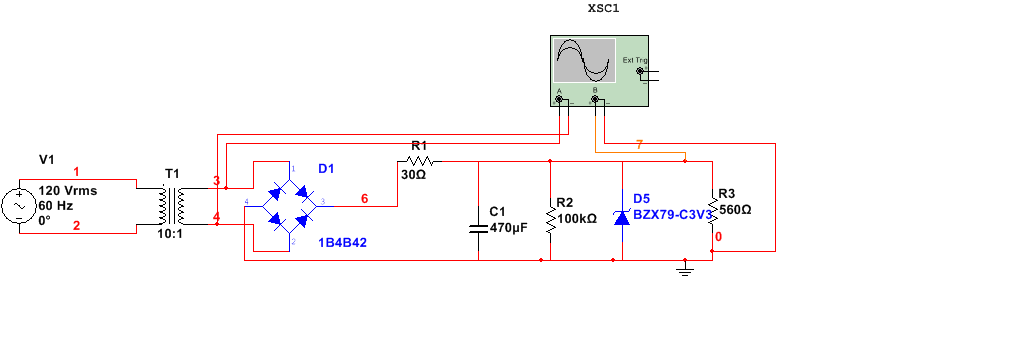 XSC1
Ext Trig
+
-
A
B
+ - + -
7
V1
1
120 Vrms
60 Hz
0°
2
T1
10:1
3
4
D1
1
4
3
2
1B4B42
6
R1
30Ω
C1
470µF
R2
100kΩ
D5
BZX79-C3V3
R3
560Ω
0